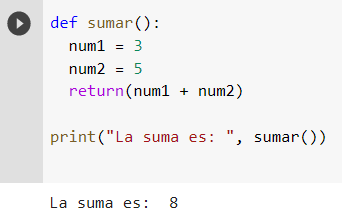 def sumar():
  num1 = 3
  num2 = 5
  return(num1 + num2)

print("La suma es: ", sumar())

La suma es:  8